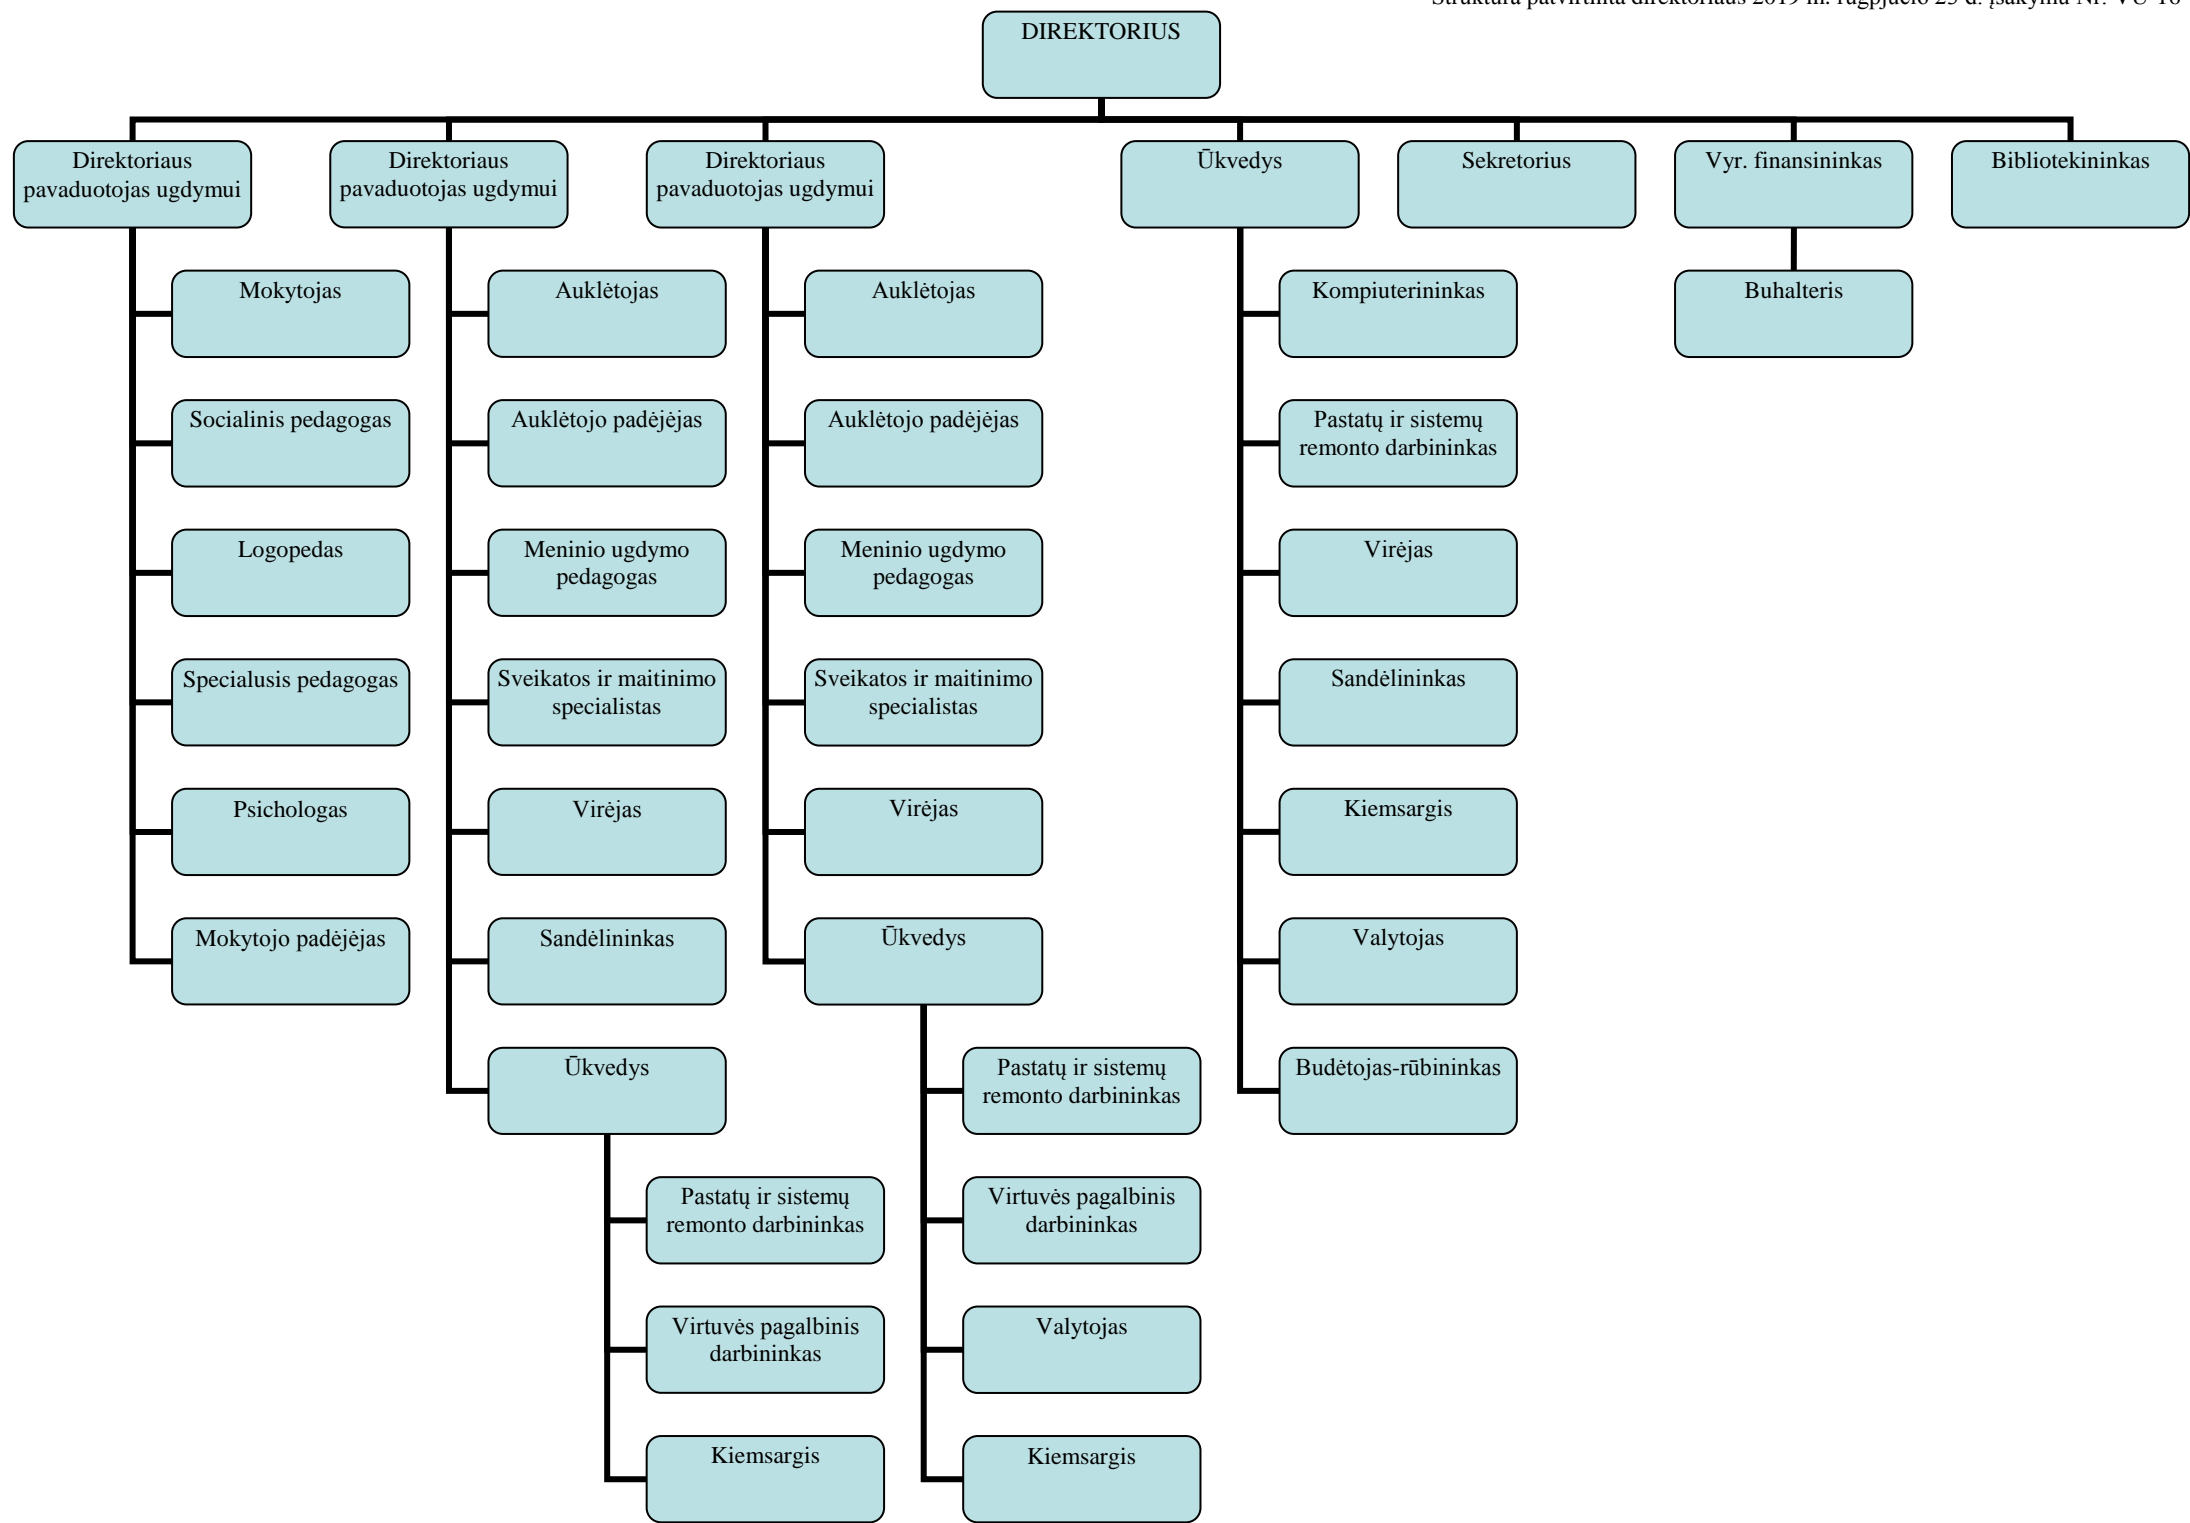 DIREKTORIUS
Direktoriaus
pavaduotojas ugdymui
Direktoriaus
pavaduotojas ugdymui
Direktoriaus
pavaduotojas ugdymui
Ūkvedys
Sekretorius
Vyr. finansininkas
Bibliotekininkas
Mokytojas
Auklėtojas
Auklėtojas
Kompiuterininkas
Buhalteris
Socialinis pedagogas
Auklėtojo padėjėjas
Auklėtojo padėjėjas
Pastatų ir sistemų
remonto darbininkas
Logopedas
Meninio ugdymo
pedagogas
Meninio ugdymo
pedagogas
Virėjas
Specialusis pedagogas
Sveikatos ir maitinimo
specialistas
Sveikatos ir maitinimo
specialistas
Sandėlininkas
Psichologas
Virėjas
Virėjas
Kiemsargis
Mokytojo padėjėjas
Sandėlininkas
Ūkvedys
Valytojas
Ūkvedys
Pastatų ir sistemų
remonto darbininkas
Budėtojas-rūbininkas
Pastatų ir sistemų
remonto darbininkas
Virtuvės pagalbinis
darbininkas
Virtuvės pagalbinis
darbininkas
Valytojas
Kiemsargis
Kiemsargis